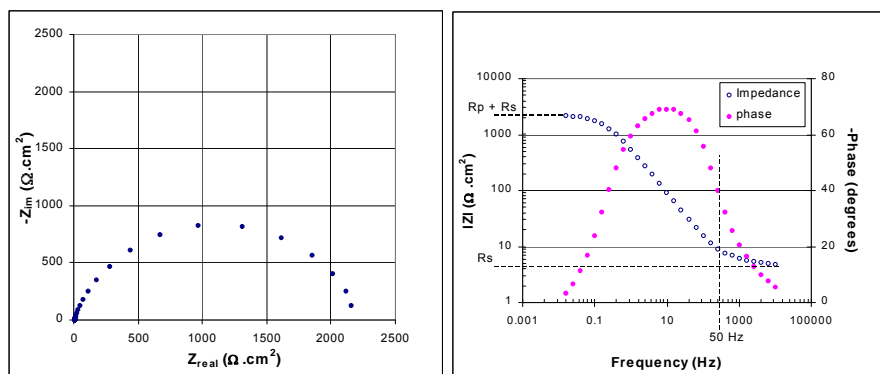 2500
2000
1500
1000
500
0
-Zim (Ω.cm2)
0 500 1000 1500 2000 2500
Zreal (Ω .cm2)
Rp + Rs
Rs
10000
1000
100
10
1
IZI (Ω .cm2)
Impedance
phase
80
60
40
20
0
-Phase (degrees)
0.001 0.1 10 1000 100000
50 Hz
Frequency (Hz)